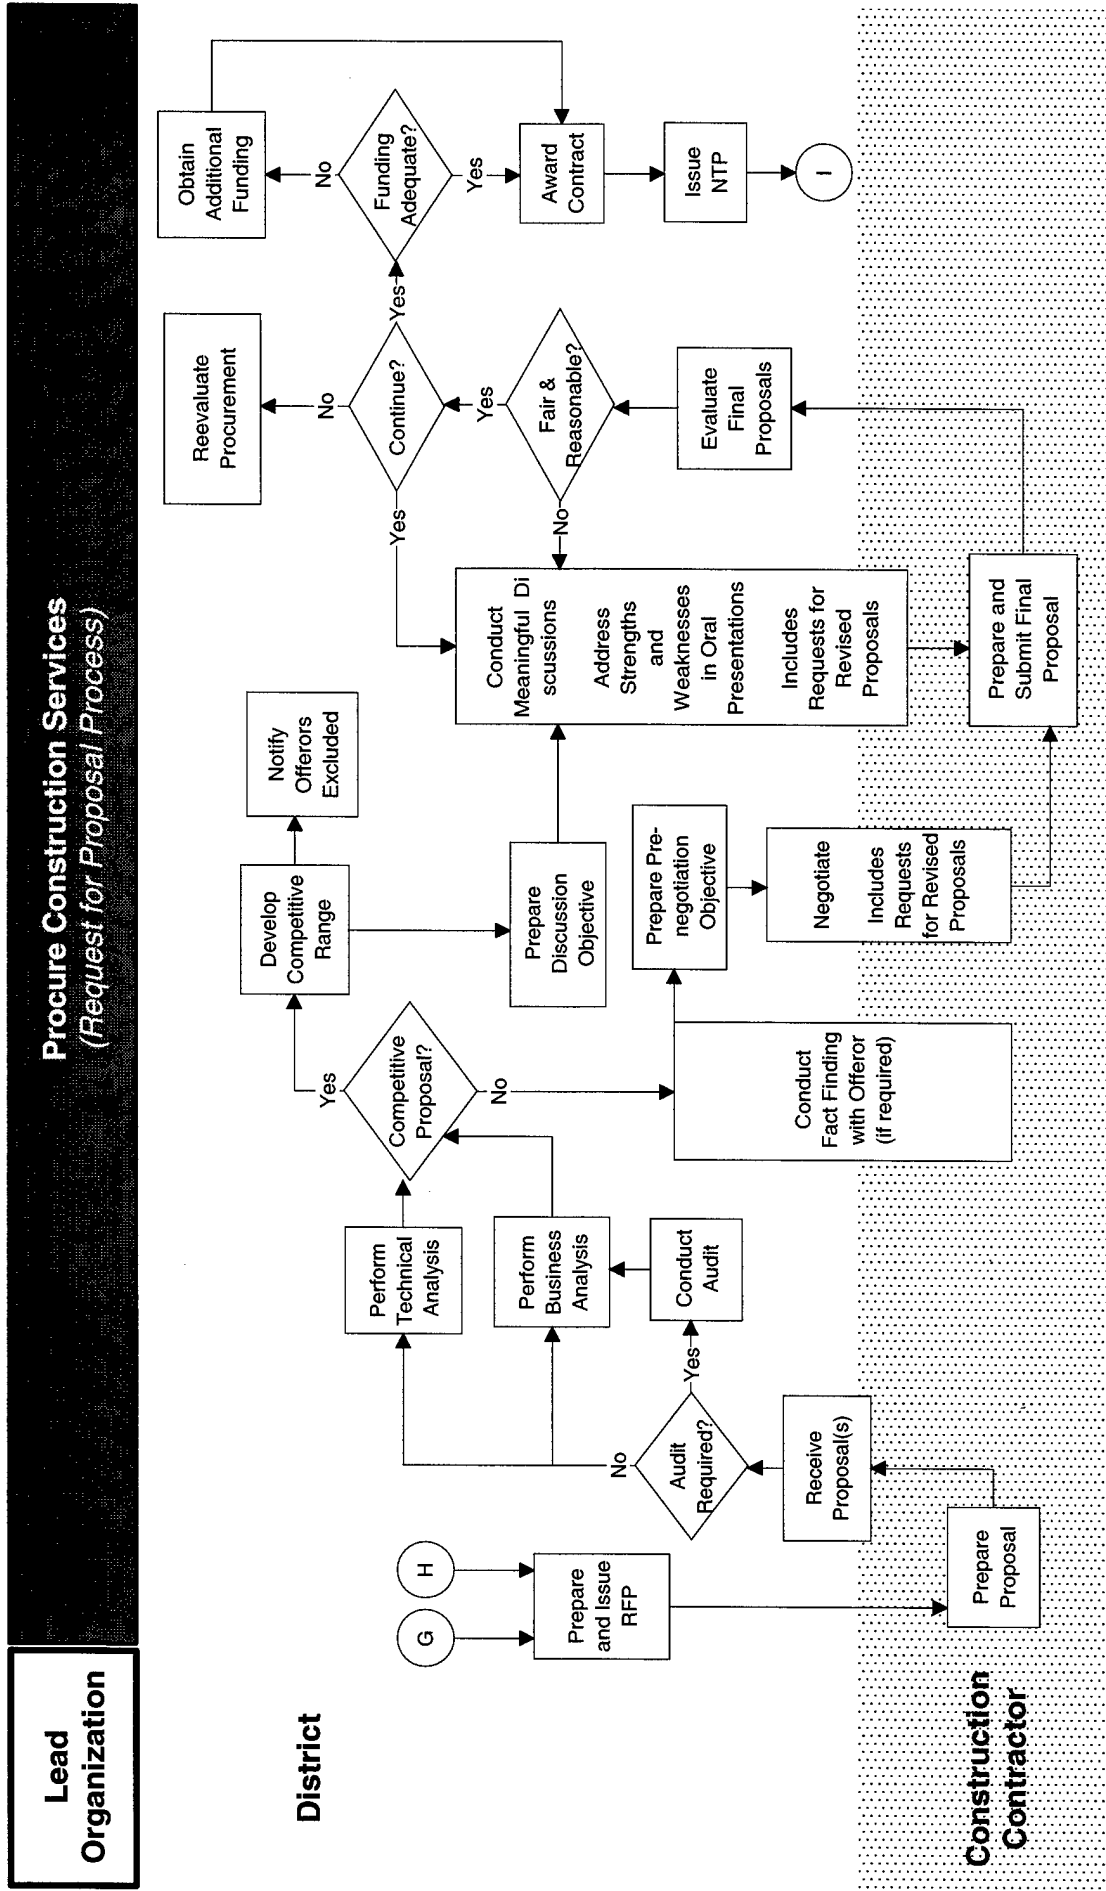 Procure Construction Services
(Request for Proposal Process)
Lead
Organization
District
Construction
Contractor
G
H
Prepare
and Issue
RFP
Prepare
Proposal
Receive
Proposal(s)
Audit
Required?
No
Yes
Conduct
Audit
Perform
Technical
Analysis
Perform
Business
Analysis
Competitive
Proposal?
Yes
No
Develop
Competitive
Range
Notify
Offerors
Excluded
Prepare
Discussion
Objective
Conduct
Fact Finding
with Offeror
(if required)
Prepare Pre-
negotiation
Objective
Negotiate
Includes
Requests
for Revised
Proposals
Conduct
Meaningful Di
scussions
Address
Strengths
and
Weaknesses
in Oral
Presentations
Includes
Requests for
Revised
Proposals
Prepare and
Submit Final
Proposal
Evaluate
Final
Proposals
Fair &
Reasonable?
No
Yes
Continue?
Yes
No
Yes
Reevaluate
Procurement
Funding
Adequate?
No
Yes
Obtain
Additional
Funding
Award
Contract
Issue
NTP
I